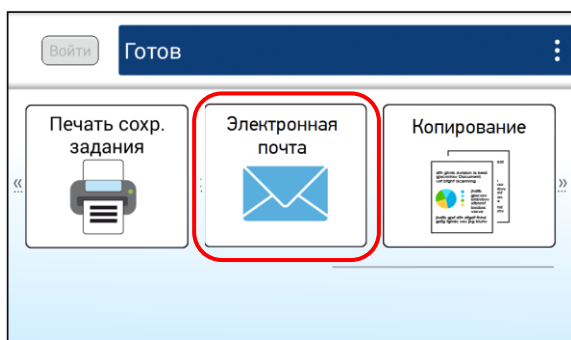 Войти
Готов
Печать сохр.
задания
Электронная
почта
Копирование